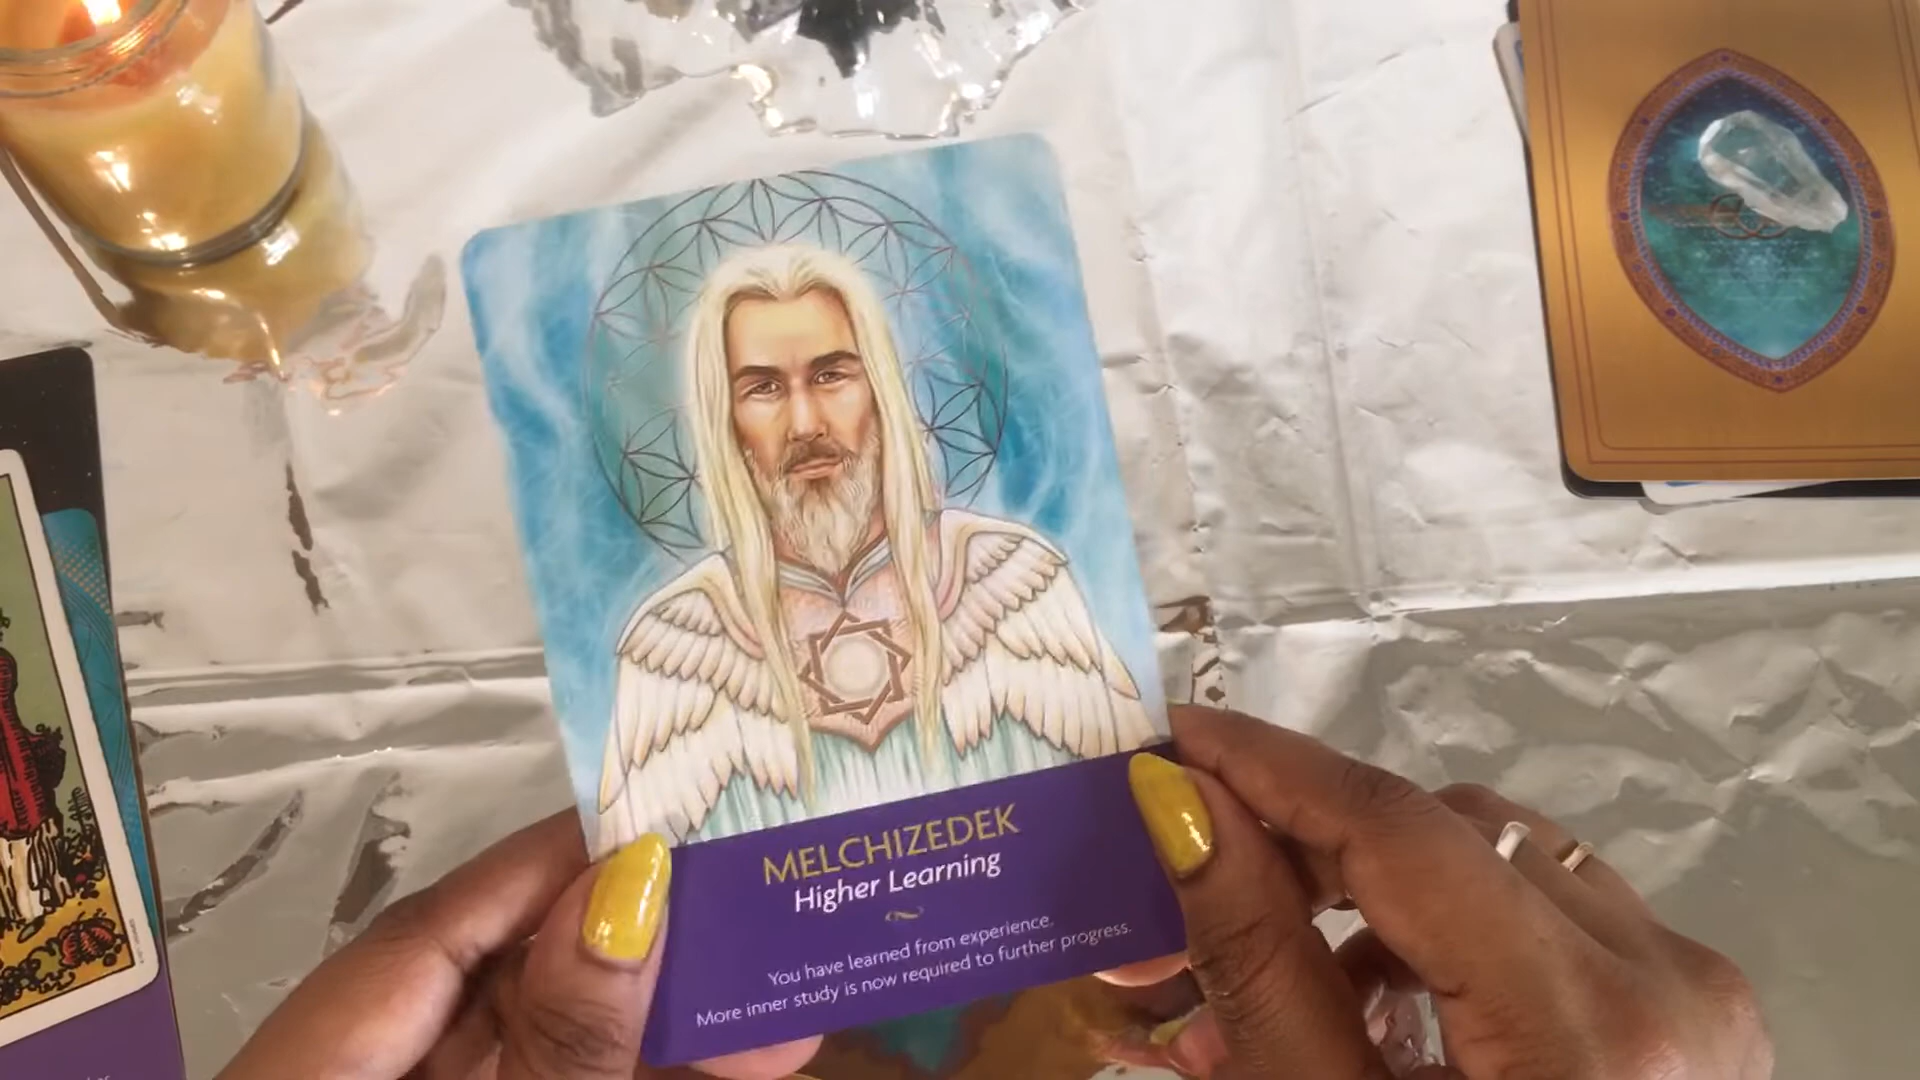 MELCHIZEDEK
Higher Learning
You have learned from experience.
More inner study is now required to further progress.